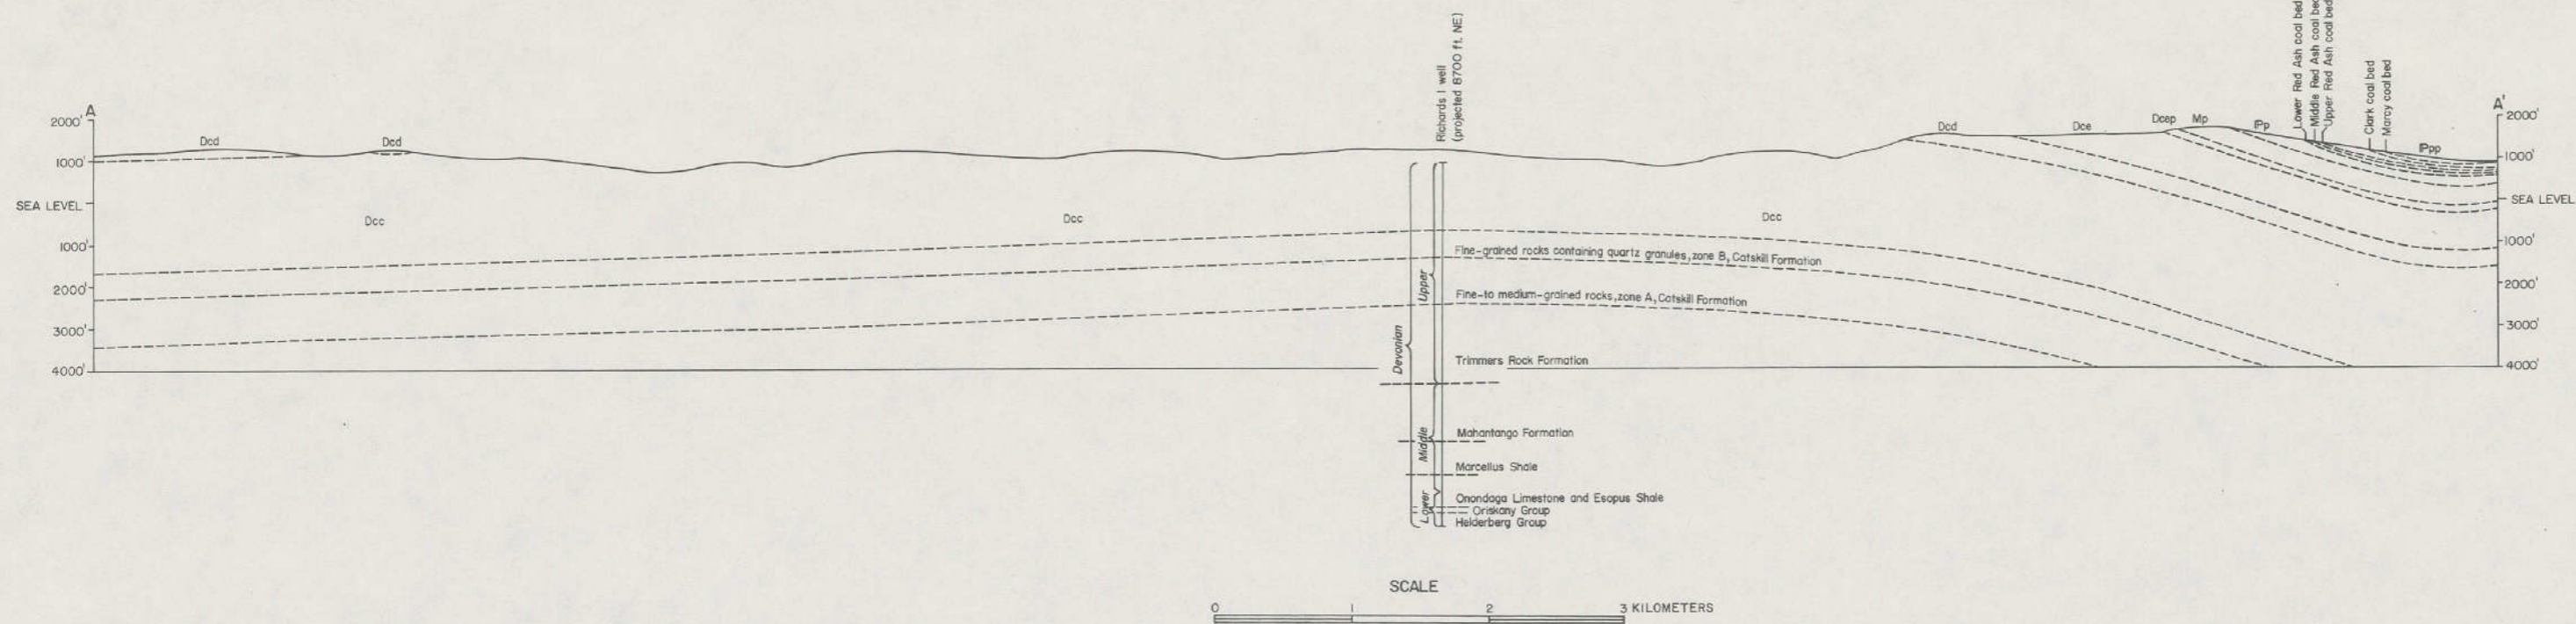 Richards 1 well
(projected 8700 ft. NE)
Lower Red Ash coal bed
Middle Red Ash coal bed
Upper Red Ash coal bed
Clark coal bed
Marcy coal bed
A
A'
2000'
2000'
Dcd
Dcd
Dcd
Dce
Dcep
Mp
IPp
IPpp
1000'
1000'
SEA LEVEL
SEA LEVEL
Dcc
Dcc
Dcc
1000'
1000'
Fine-grained rocks containing quartz granules, zone B, Catskill Formation
2000'
2000'
Upper
Fine-to medium-grained rocks, zone A, Catskill Formation
3000'
3000'
Devonian
Trimmers Rock Formation
4000'
4000'
Middle
Mahantango Formation
Marcellus Shale
Lower
Onondaga Limestone and Esopus Shale
Oriskany Group
Helderberg Group
SCALE
0 1 2 3 KILOMETERS